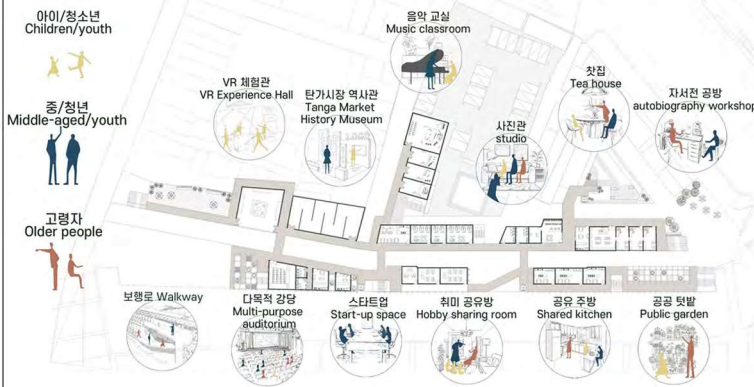 아이/청소년
Children/youth
중/청년
Middle-aged/youth
고령자
Older people
음악 교실
Music classroom
VR 체험관
VR Experience Hall
탄가시장 역사관
Tanga Market
History Museum
사진관
studio
찻집
Tea house
자서전 공방
autobiography workshop
보행로 Walkway
다목적 강당
Multi-purpose
auditorium
스타트업
Start-up space
취미 공유방
Hobby sharing room
공유 주방
Shared kitchen
공공 텃밭
Public garden